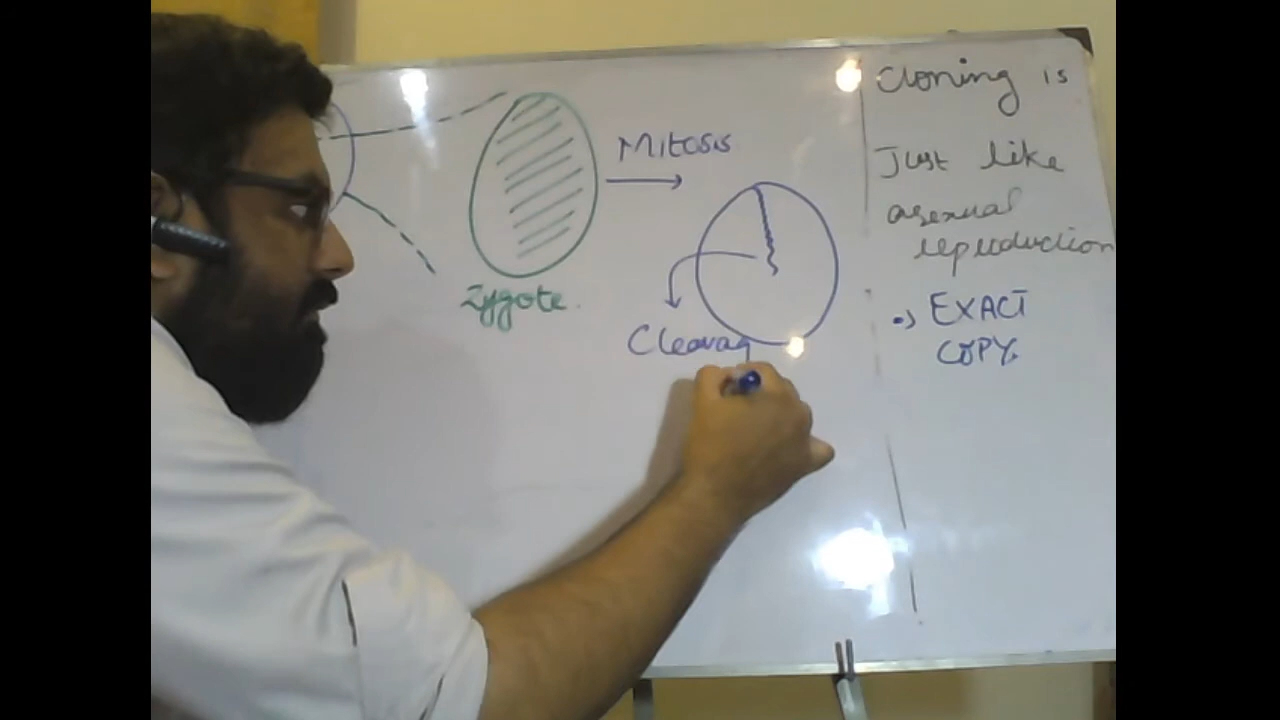 Mitosis
Zygote.
Cleavag
Cloning is
Just like
asexual
reproduction
EXACT
COPY.